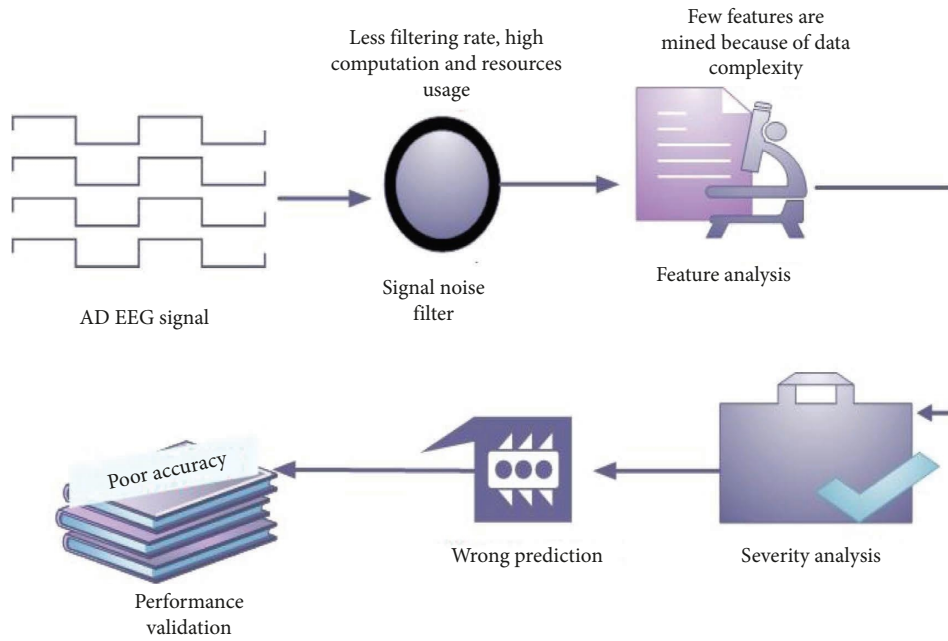 Less filtering rate, high
computation and resources
usage
Few features are
mined because of data
complexity
AD EEG signal
Signal noise
filter
Feature analysis
Poor accuracy
Performance
validation
Wrong prediction
Severity analysis